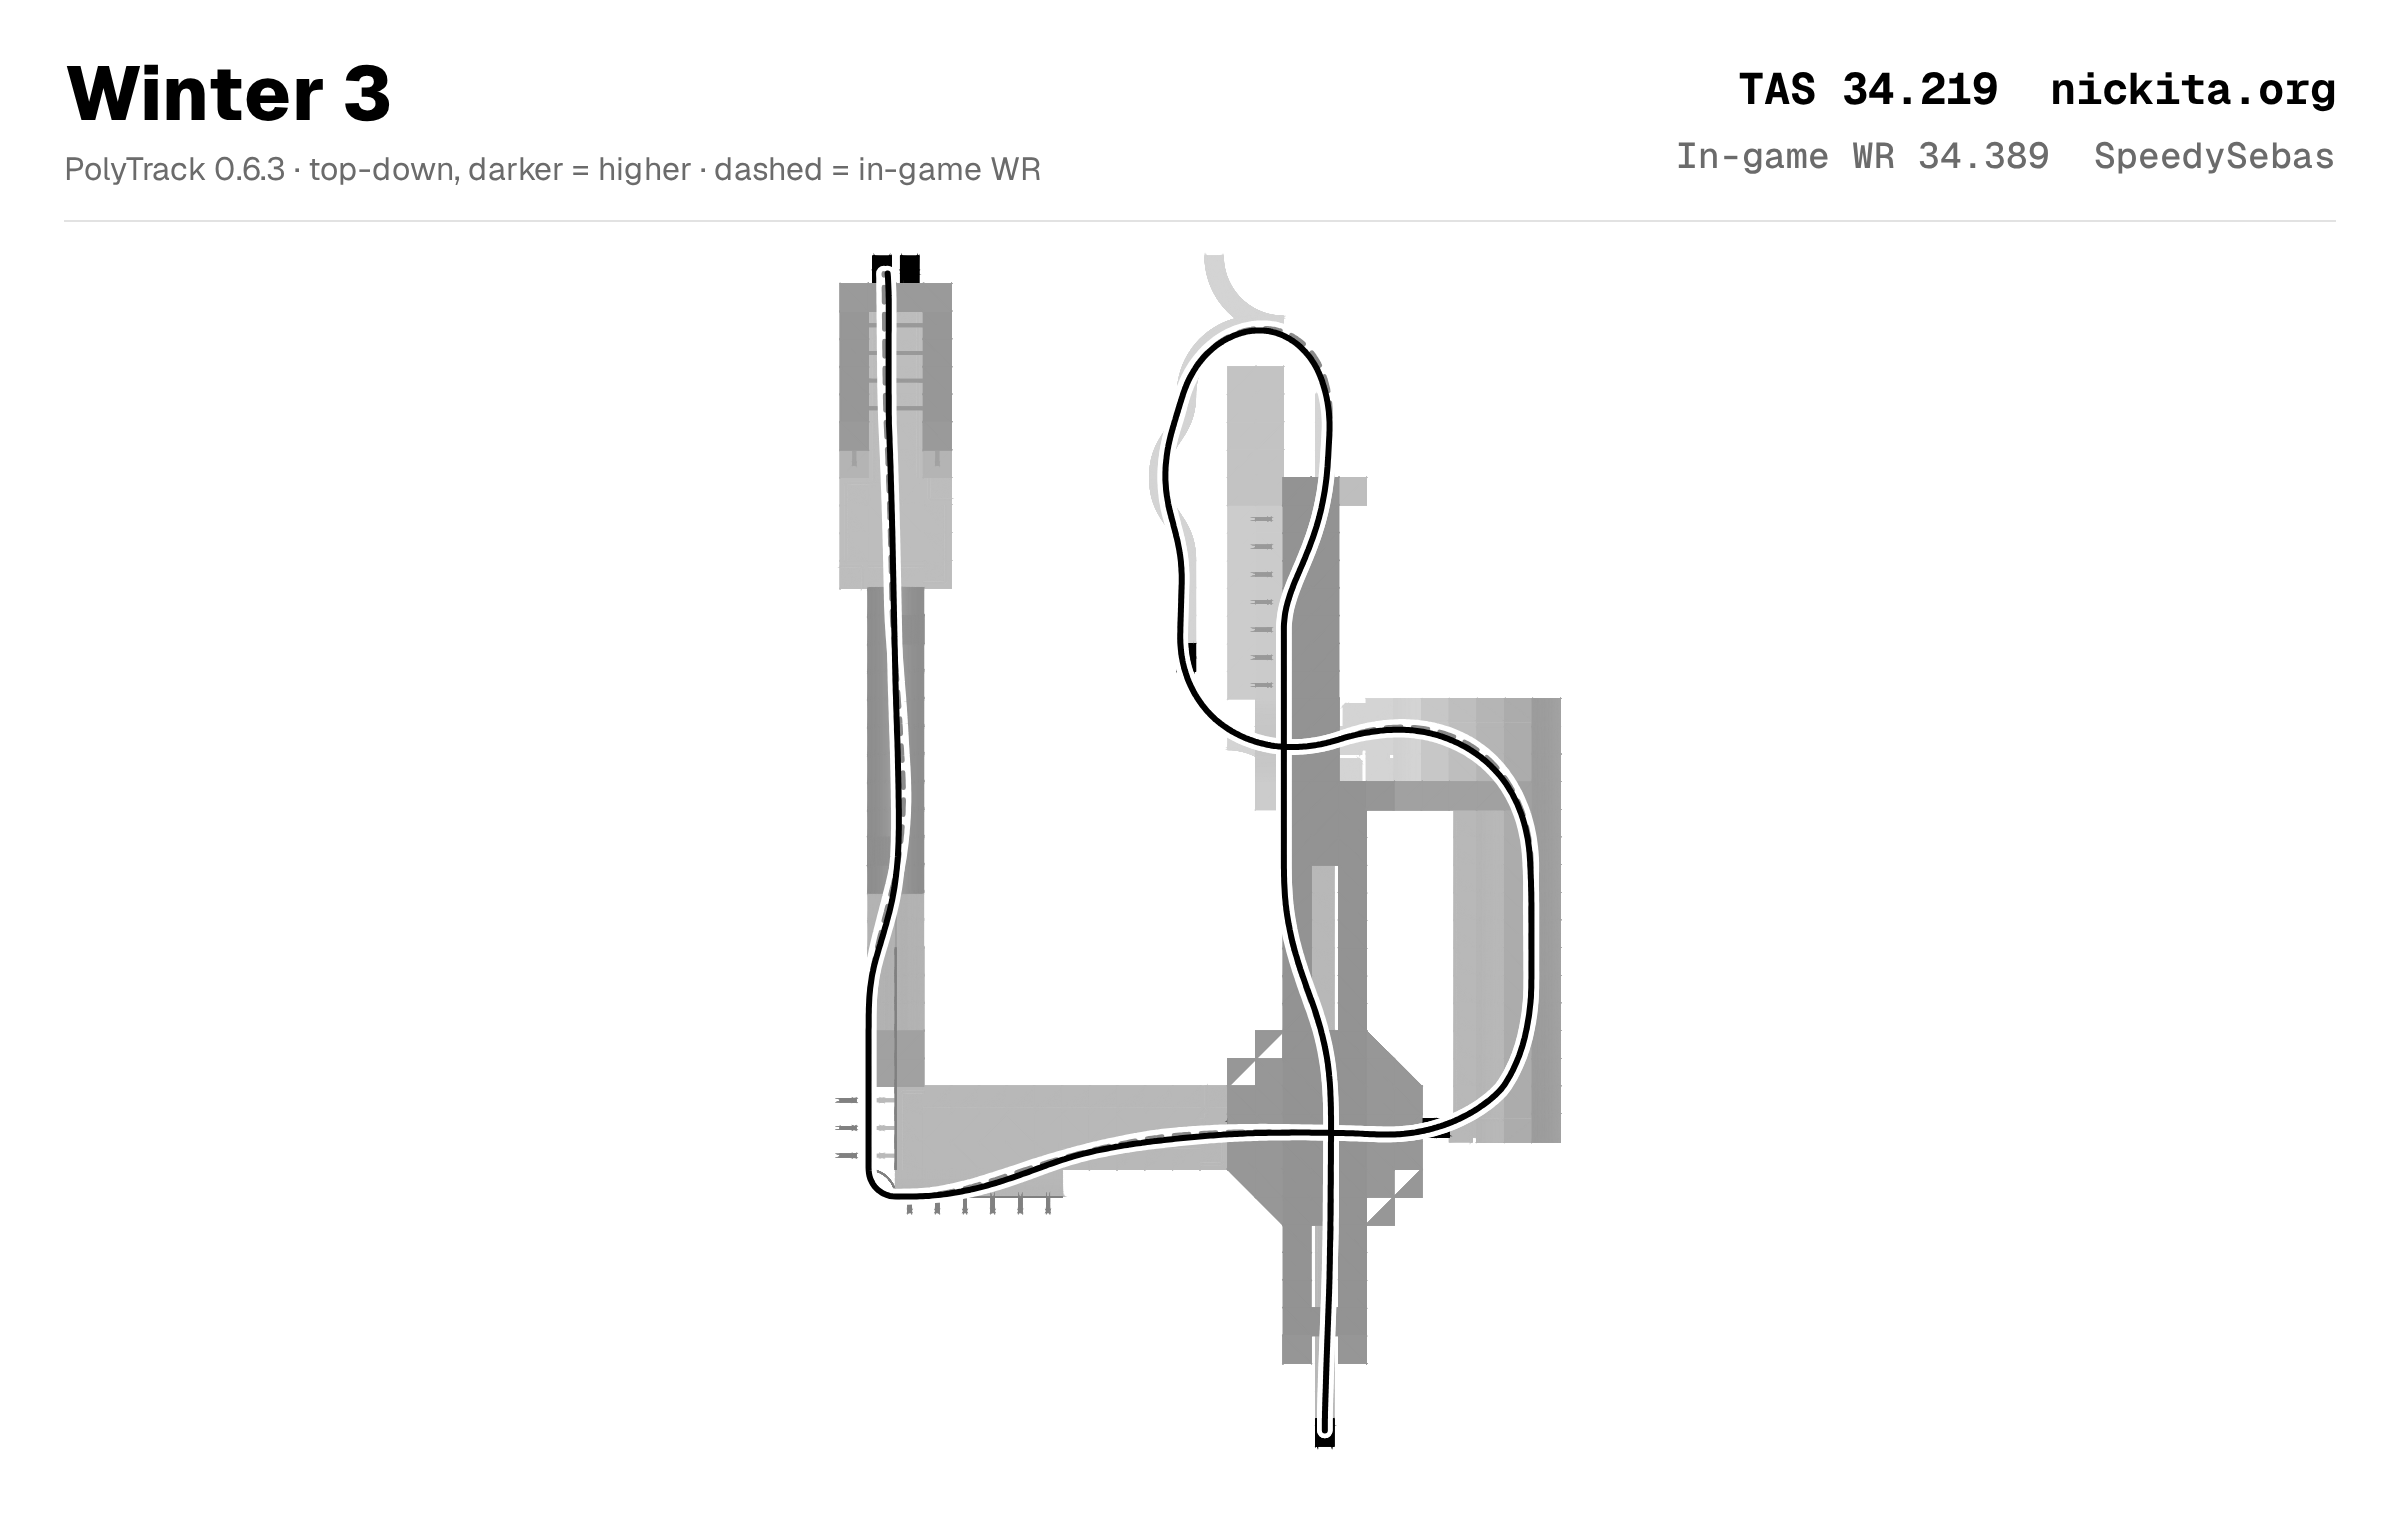 Winter 3
TAS 34.219 nickita.org
PolyTrack 0.6.3 · top-down, darker = higher · dashed = in-game WR
In-game WR 34.389 SpeedySebas